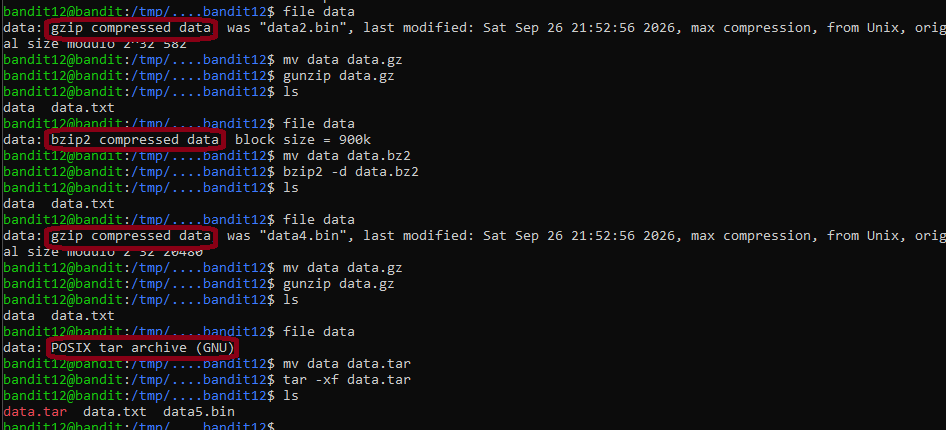 bandit12@bandit:/tmp/....bandit12$ file data
data: gzip compressed data was "data2.bin", last modified: Sat Sep 26 21:52:56 2026, max compression, from Unix, orig
al size modulo 2^32 582
bandit12@bandit:/tmp/....bandit12$ mv data data.gz
bandit12@bandit:/tmp/....bandit12$ gunzip data.gz
bandit12@bandit:/tmp/....bandit12$ ls
data  data.txt
bandit12@bandit:/tmp/....bandit12$ file data
data: bzip2 compressed data block size = 900k
bandit12@bandit:/tmp/....bandit12$ mv data data.bz2
bandit12@bandit:/tmp/....bandit12$ bzip2 -d data.bz2
bandit12@bandit:/tmp/....bandit12$ ls
data  data.txt
bandit12@bandit:/tmp/....bandit12$ file data
data: gzip compressed data was "data4.bin", last modified: Sat Sep 26 21:52:56 2026, max compression, from Unix, orig
al size modulo 2^32 20480
bandit12@bandit:/tmp/....bandit12$ mv data data.gz
bandit12@bandit:/tmp/....bandit12$ gunzip data.gz
bandit12@bandit:/tmp/....bandit12$ ls
data  data.txt
bandit12@bandit:/tmp/....bandit12$ file data
data: POSIX tar archive (GNU)
bandit12@bandit:/tmp/....bandit12$ mv data data.tar
bandit12@bandit:/tmp/....bandit12$ tar -xf data.tar
bandit12@bandit:/tmp/....bandit12$ ls
data.tar  data.txt  data5.bin
bandit12@bandit:/tmp/....bandit12$